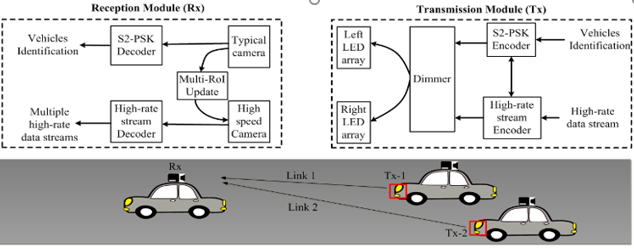 Reception Module (Rx)
Vehicles
Identification
S2-PSK
Decoder
Typical
camera
Multi-RoI
Update
Multiple
high-rate
data streams
High-rate
stream
Decoder
High
speed
Camera
Transmission Module (Tx)
Left
LED
array
Right
LED
array
Dimmer
S2-PSK
Encoder
Vehicles
Identification
High-rate
stream
Encoder
High-rate
data stream
Rx
Link 1
Tx-1
Link 2
Tx-2